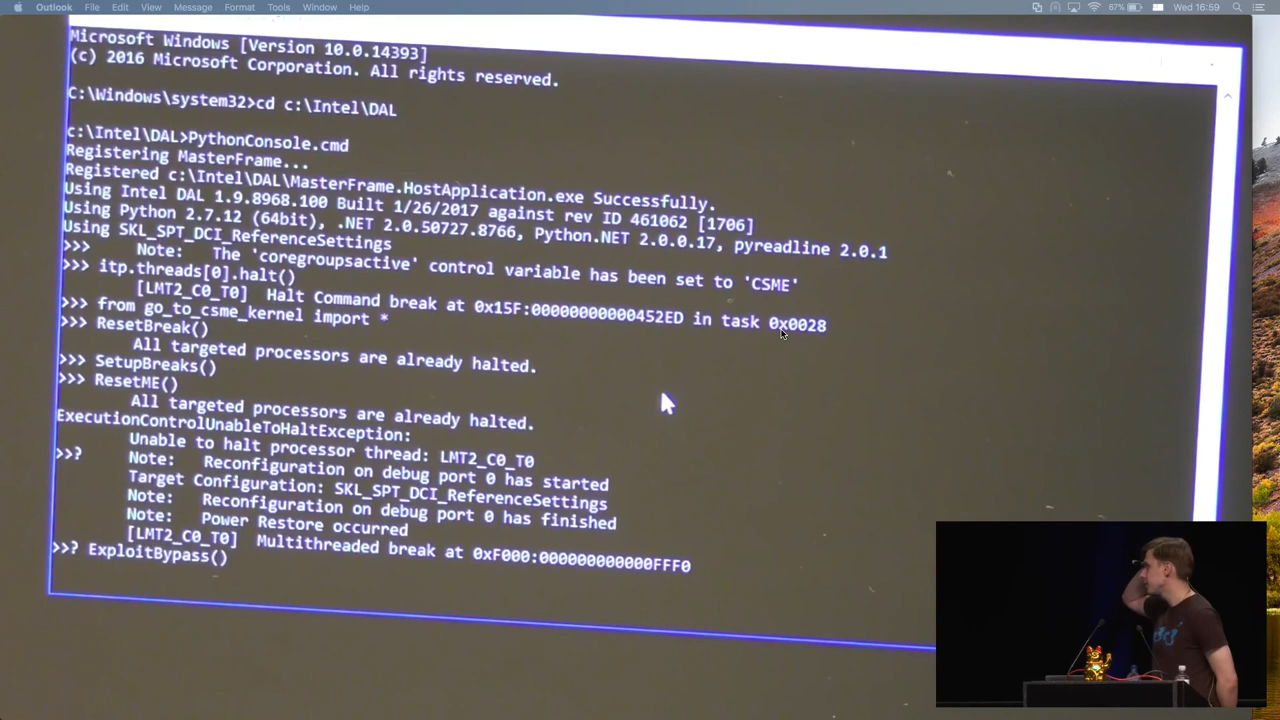 Outlook File Edit View Message Format Tools Window Help 67% Wed 16:59
Microsoft Windows [Version 10.0.14393]
(c) 2016 Microsoft Corporation. All rights reserved.
C:\Windows\system32>cd c:\Intel\DAL
c:\Intel\DAL>PythonConsole.cmd
Registering MasterFrame...
Registered c:\Intel\DAL\MasterFrame.HostApplication.exe Successfully.
Using Intel DAL 1.9.8968.100 Built 1/26/2017 against rev ID 461062 [1706]
Using Python 2.7.12 (64bit), .NET 2.0.50727.8766, Python.NET 2.0.0.17, pyreadline 2.0.1
Using SKL_SPT_DCI_ReferenceSettings
>>> Note: The 'coregroupsactive' control variable has been set to 'CSME'
>>> itp.threads[0].halt()
[LMT2_C0_T0] Halt Command break at 0x15F:00000000000452ED in task 0x0028
>>> from go_to_csme_kernel import *
>>> ResetBreak()
All targeted processors are already halted.
>>> SetupBreaks()
>>> ResetME()
All targeted processors are already halted.
ExecutionControlUnableToHaltException:
Unable to halt processor thread: LMT2_C0_T0
>>? Note: Reconfiguration on debug port 0 has started
Target Configuration: SKL_SPT_DCI_ReferenceSettings
Note: Reconfiguration on debug port 0 has finished
Note: Power Restore occurred
[LMT2_C0_T0] Multithreaded break at 0xF000:000000000000FFF0
>>? ExploitBypass()